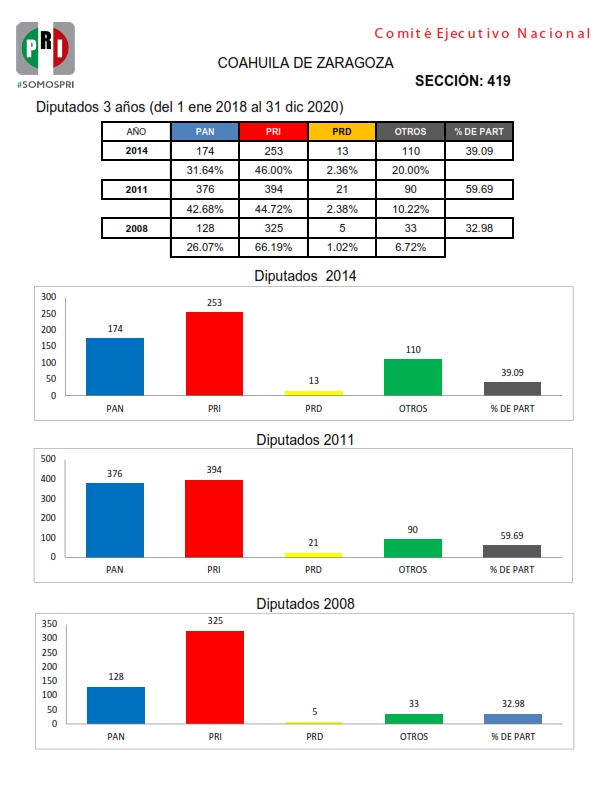 Comité Ejecutivo Nacional
PRI
#SOMOSPRI
COAHUILA DE ZARAGOZA
SECCIÓN: 419
Diputados 3 años (del 1 ene 2018 al 31 dic 2020)
AÑO PAN PRI PRD OTROS % DE PART
2014 174 253 13 110 39.09
31.64% 46.00% 2.36% 20.00%
2011 376 394 21 90 59.69
42.68% 44.72% 2.38% 10.22%
2008 128 325 5 33 32.98
26.07% 66.19% 1.02% 6.72%
Diputados 2014
300
250
200
150
100
50
0
174
253
13
110
39.09
PAN PRI PRD OTROS % DE PART
Diputados 2011
500
400
300
200
100
0
376
394
21
90
59.69
PAN PRI PRD OTROS % DE PART
Diputados 2008
350
300
250
200
150
100
50
0
128
325
5
33
32.98
PAN PRI PRD OTROS % DE PART